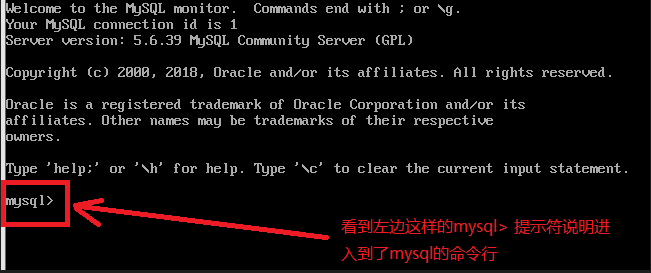 Welcome to the MySQL monitor.  Commands end with ; or \g.
Your MySQL connection id is 1
Server version: 5.6.39 MySQL Community Server (GPL)
Copyright (c) 2000, 2018, Oracle and/or its affiliates. All rights reserved.
Oracle is a registered trademark of Oracle Corporation and/or its
affiliates. Other names may be trademarks of their respective
owners.
Type 'help;' or '\h' for help. Type '\c' to clear the current input statement.
mysql>
看到左边这样的mysql> 提示符说明进
入到了mysql的命令行